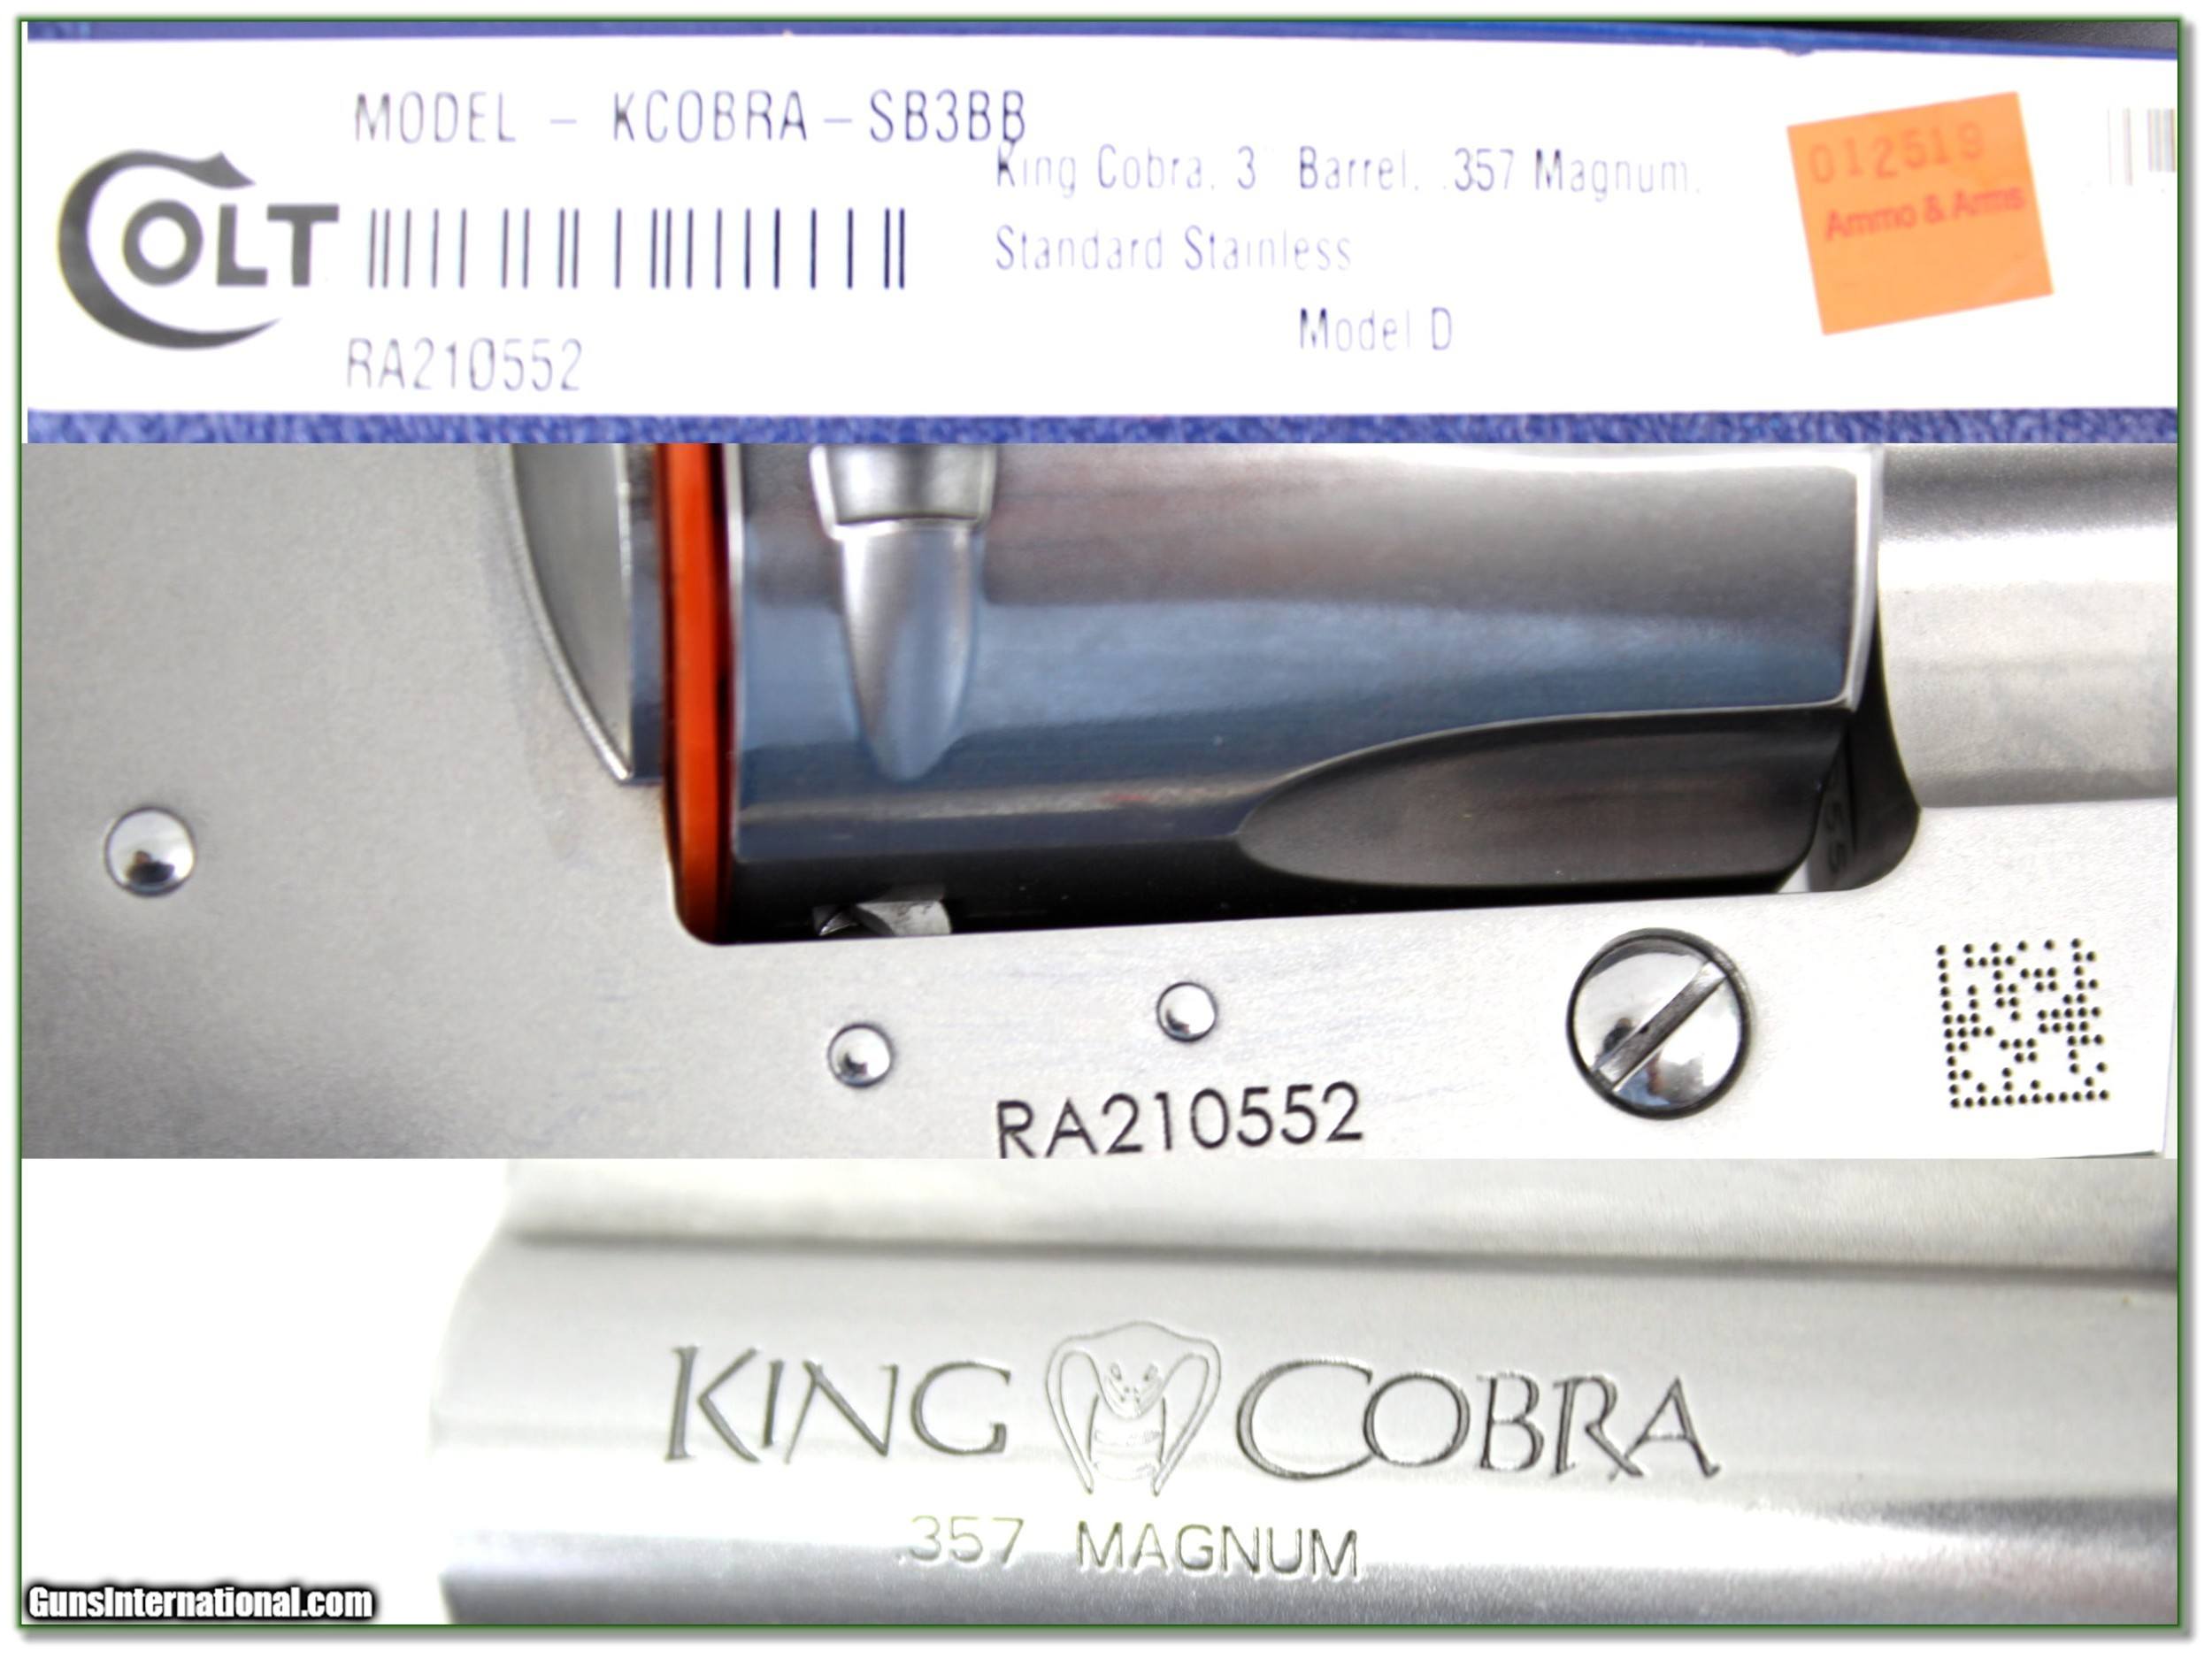 MODEL - KCOBRA-SB3BB
King Cobra, 3" Barrel, .357 Magnum,
COLT
Standard Stainless
Model D
RA210552
012519
Ammo & Arms
RA210552
KING COBRA
.357 MAGNUM
GunsInternational.com